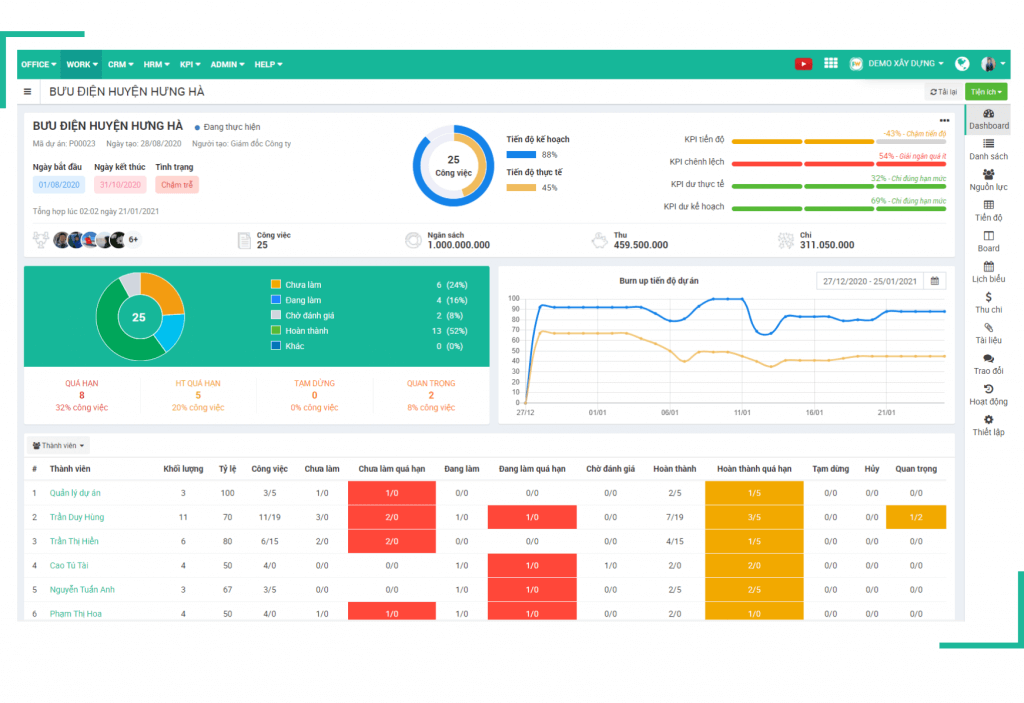 OFFICE WORK CRM HRM KPI ADMIN HELP DEMO XÂY DỰNG
BƯU ĐIỆN HUYỆN HƯNG HÀ Tải lại Tiện ích
BƯU ĐIỆN HUYỆN HƯNG HÀ Đang thực hiện
Mã dự án: P00023 Ngày tạo: 28/08/2020 Người tạo: Giám đốc Công ty
Ngày bắt đầu Ngày kết thúc Tình trạng
01/08/2020 31/10/2020 Chậm trễ
Tổng hợp lúc 02:02 ngày 21/01/2021
25
Công việc
Tiến độ kế hoạch
88%
Tiến độ thực tế
45%
KPI tiến độ -43% - Chậm tiến độ
KPI chênh lệch 54% - Giải ngân quá ít
KPI dư thực tế 32% - Chi đúng hạn mức
KPI dư kế hoạch 69% - Chi đúng hạn mức
6+
Công việc
25
Ngân sách
1.000.000.000
Thu
459.500.000
Chi
311.050.000
25
Chưa làm 6 (24%)
Đang làm 4 (16%)
Chờ đánh giá 2 (8%)
Hoàn thành 13 (52%)
Khác 0 (0%)
QUÁ HẠN HT QUÁ HẠN TẠM DỪNG QUAN TRỌNG
8 5 0 2
32% công việc 20% công việc 0% công việc 8% công việc
Burn up tiến độ dự án 27/12/2020 - 25/01/2021
100
90
80
70
60
50
40
30
20
10
0
27/12 01/01 06/01 11/01 16/01 21/01
Thành viên
# Thành viên Khối lượng Tỷ lệ Công việc Chưa làm Chưa làm quá hạn Đang làm Đang làm quá hạn Chờ đánh giá Hoàn thành Hoàn thành quá hạn Tạm dừng Hủy Quan trọng
1 Quản lý dự án 3 100 3/5 1/0 1/0 0/0 0/0 0/0 2/5 1/5 0/0 0/0 0/0
2 Trần Duy Hùng 11 70 11/19 3/0 2/0 1/0 1/0 0/0 7/19 3/5 0/0 0/0 1/2
3 Trần Thị Hiền 6 80 6/15 2/0 2/0 0/0 0/0 0/0 4/15 1/5 0/0 0/0 0/0
4 Cao Tú Tài 4 50 4/0 0/0 0/0 1/0 1/0 1/0 2/0 2/0 0/0 0/0 0/0
5 Nguyễn Tuấn Anh 3 67 3/5 0/0 0/0 1/0 1/0 0/0 2/5 2/5 0/0 0/0 0/0
6 Phạm Thị Hoa 4 50 4/0 1/0 1/0 1/0 1/0 0/0 2/0 1/0 0/0 0/0 0/0
Dashboard
Danh sách
Nguồn lực
Tiến độ
Board
Lịch biểu
Thu chi
Tài liệu
Trao đổi
Hoạt động
Thiết lập